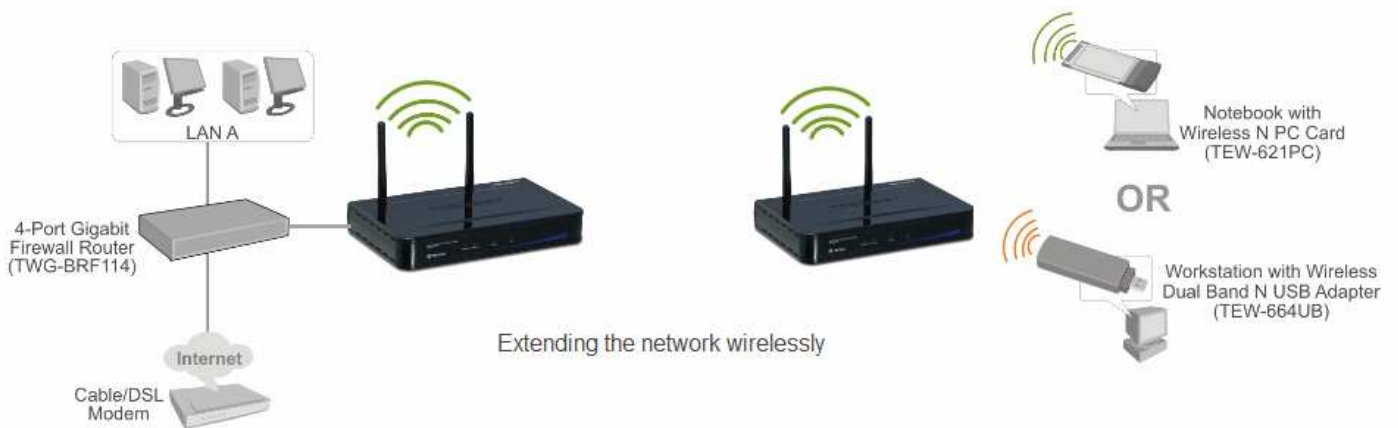 LAN A
4-Port Gigabit
Firewall Router
(TWG-BRF114)
Internet
Cable/DSL
Modem
Extending the network wirelessly
Notebook with
Wireless N PC Card
(TEW-621PC)
OR
Workstation with Wireless
Dual Band N USB Adapter
(TEW-664UB)